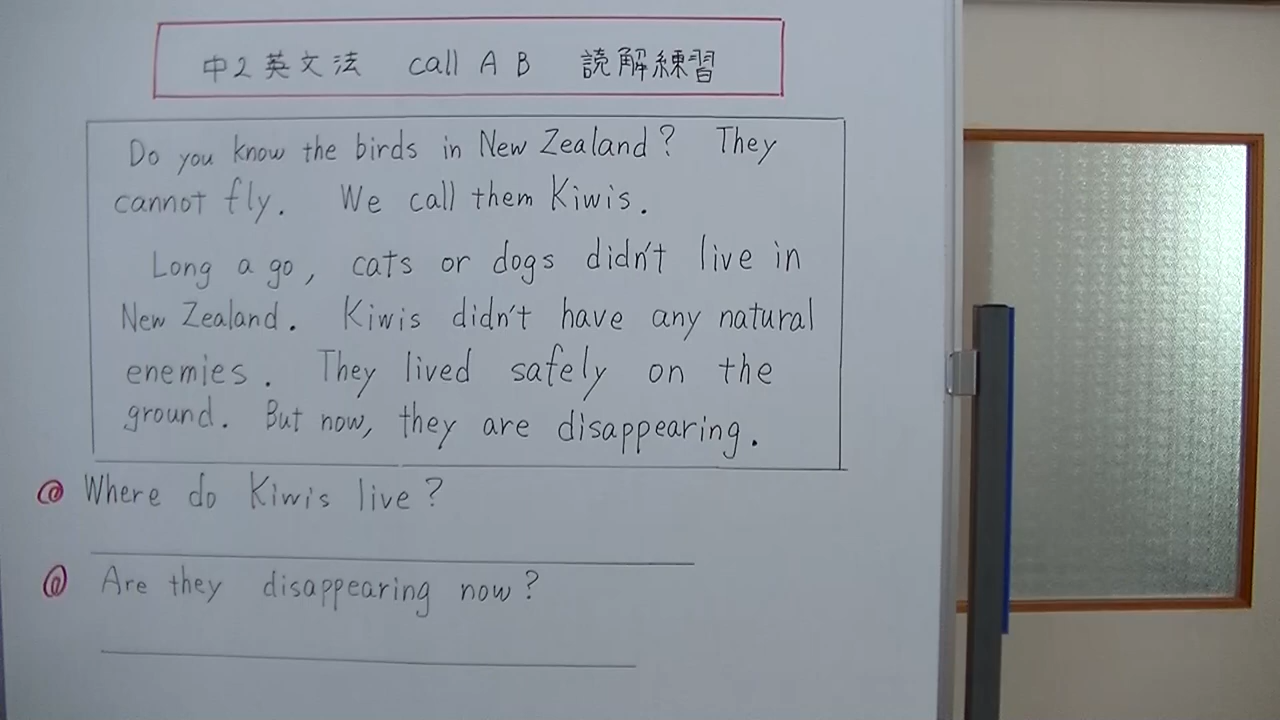 中2英文法 call A B 読解練習
Do you know the birds in New Zealand? They
cannot fly. We call them Kiwis.
Long a go, cats or dogs didn't live in
New Zealand. Kiwis didn't have any natural
enemies. They lived safely on the
ground. But now, they are disappearing.
@ Where do Kiwis live?
@ Are they disappearing now?